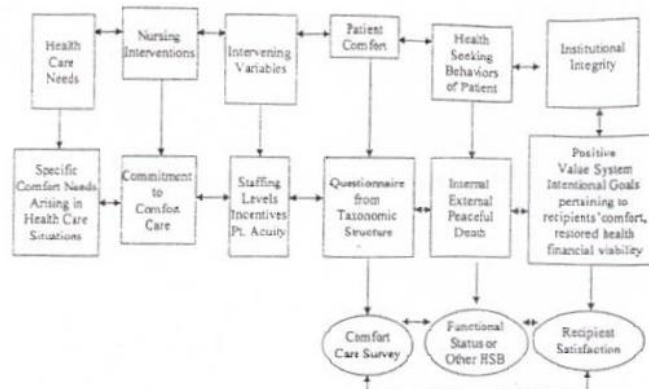 Health
Care
Needs
Nursing
Interventions
Intervening
Variables
Patient
Comfort
Health
Seeking
Behaviors
of Patient
Institutional
Integrity
Specific
Comfort Needs
Arising in
Health Care
Situations
Commitment
to
Comfort
Care
Staffing
Levels
Incentives
Pt. Acuity
Questionnaire
from
Taxonomic
Structure
Internal
External
Peaceful
Death
Positive
Value System
Intentional Goals
pertaining to
recipients' comfort,
restored health
financial viability
Comfort
Care Survey
Functional
Status or
Other HSB
Recipient
Satisfaction